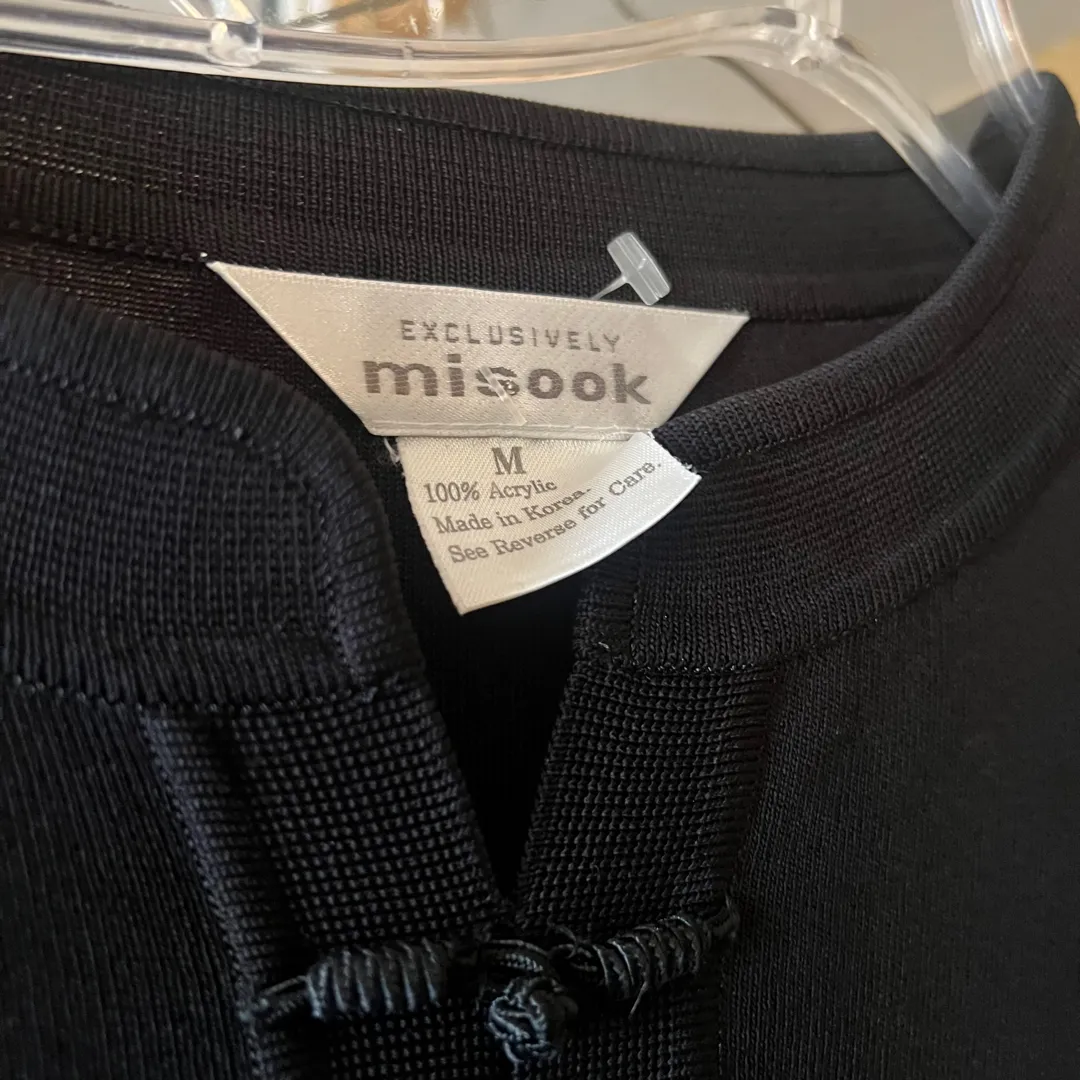 EXCLUSIVELY
misook
M
100% Acrylic
Made in Korea.
See Reverse for Care.